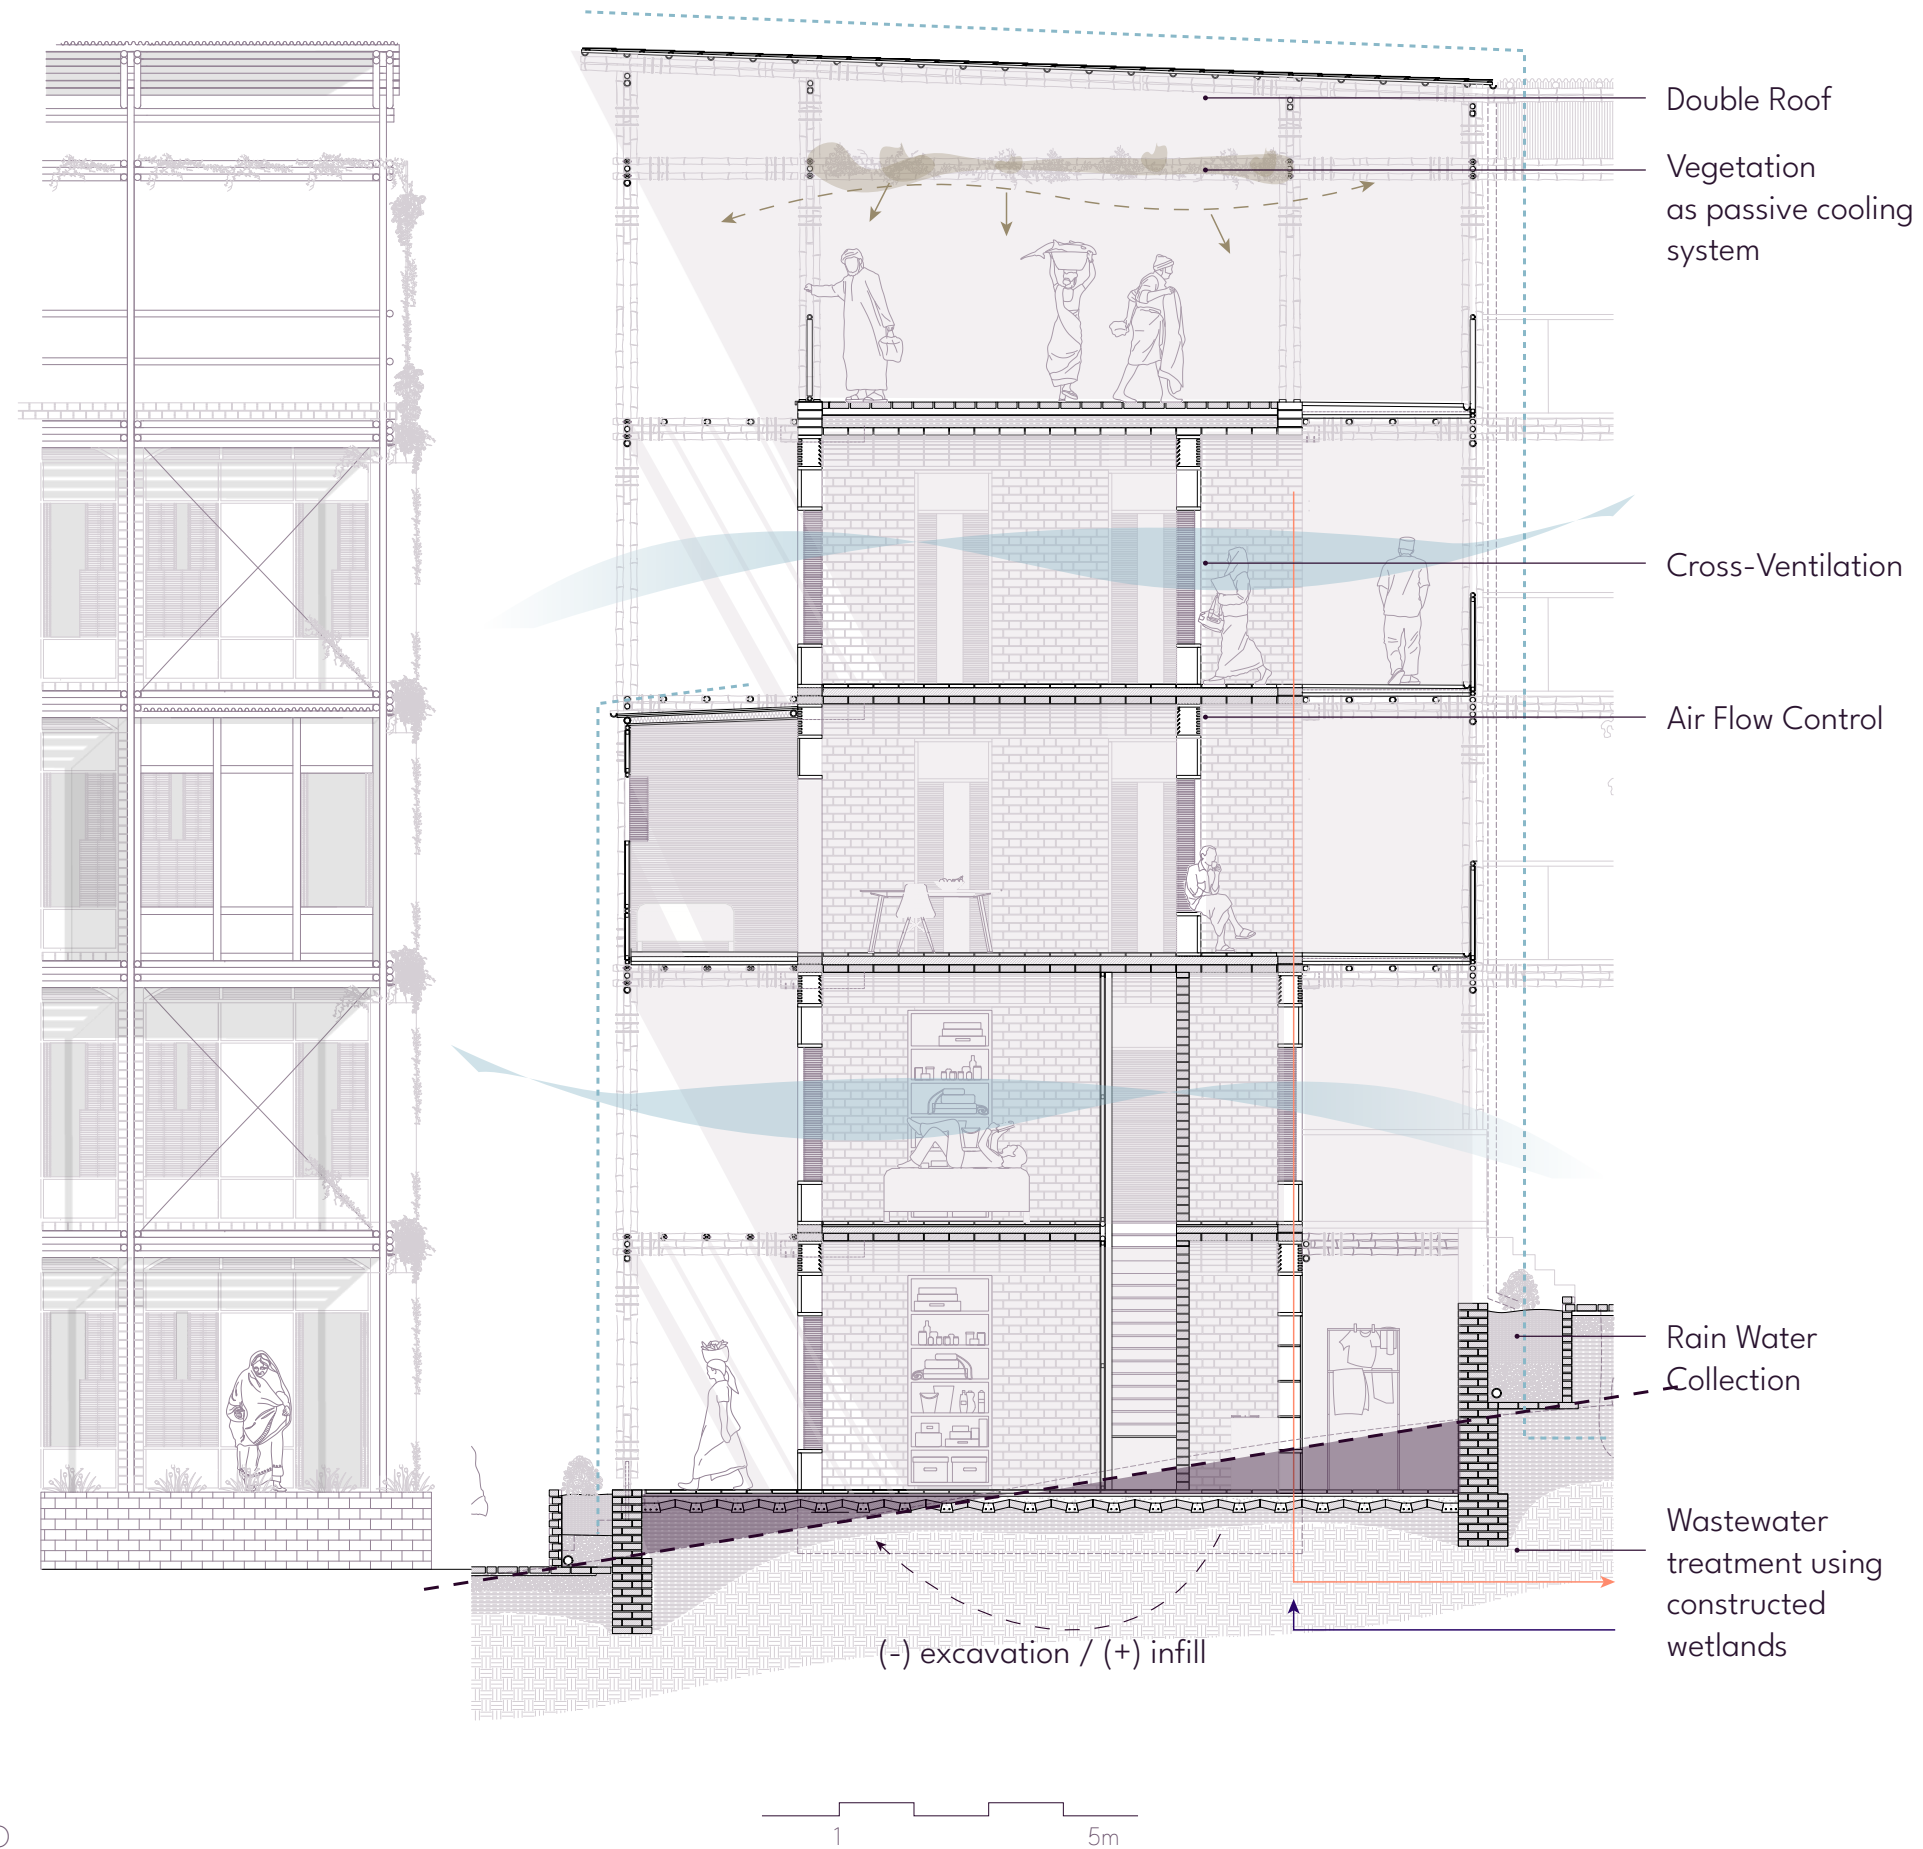 Double Roof
Vegetation
as passive cooling
system
Cross-Ventilation
Air Flow Control
Rain Water
Collection
Wastewater
treatment using
constructed
wetlands
(-) excavation / (+) infill
1
5m